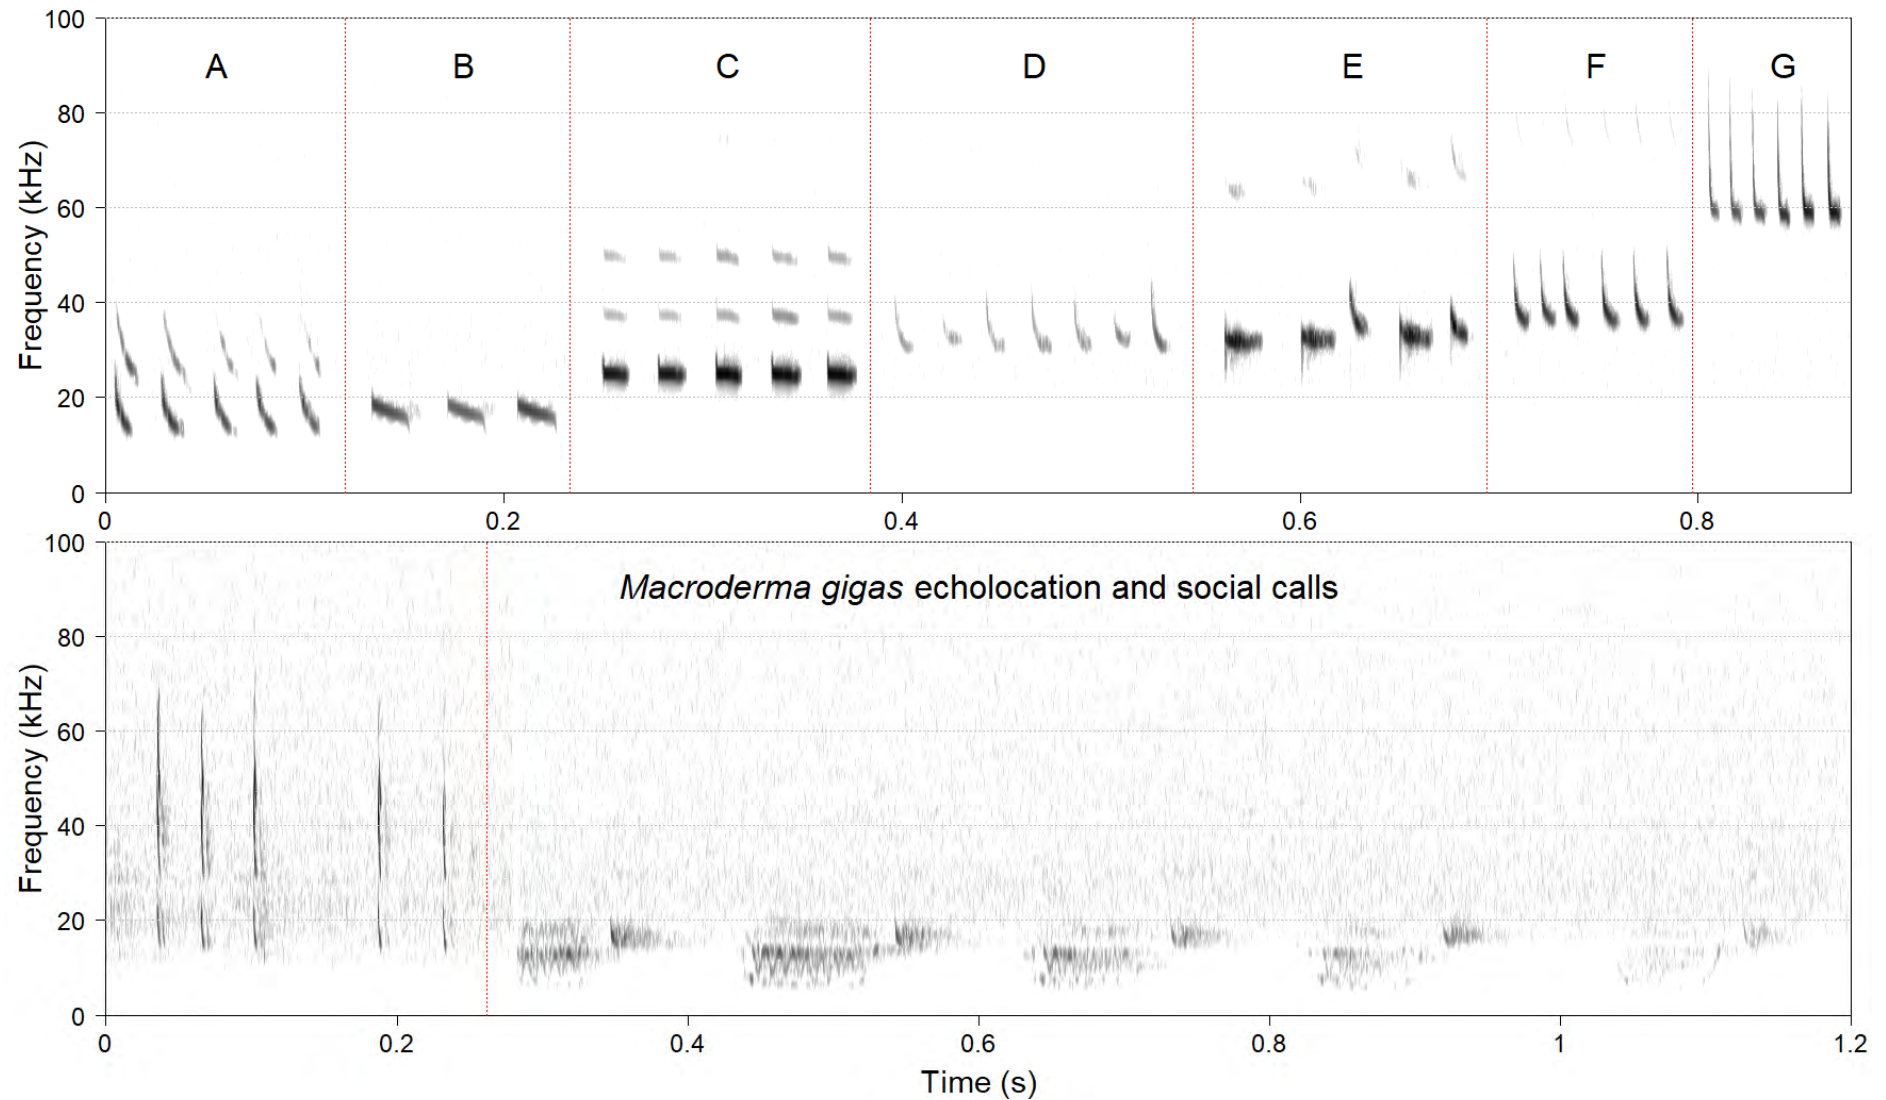 100
A B C D E F G
80
60
40
20
0
Frequency (kHz)
0 0.2 0.4 0.6 0.8
100
Macroderma gigas echolocation and social calls
80
60
40
20
0
Frequency (kHz)
0 0.2 0.4 0.6 0.8 1 1.2
Time (s)